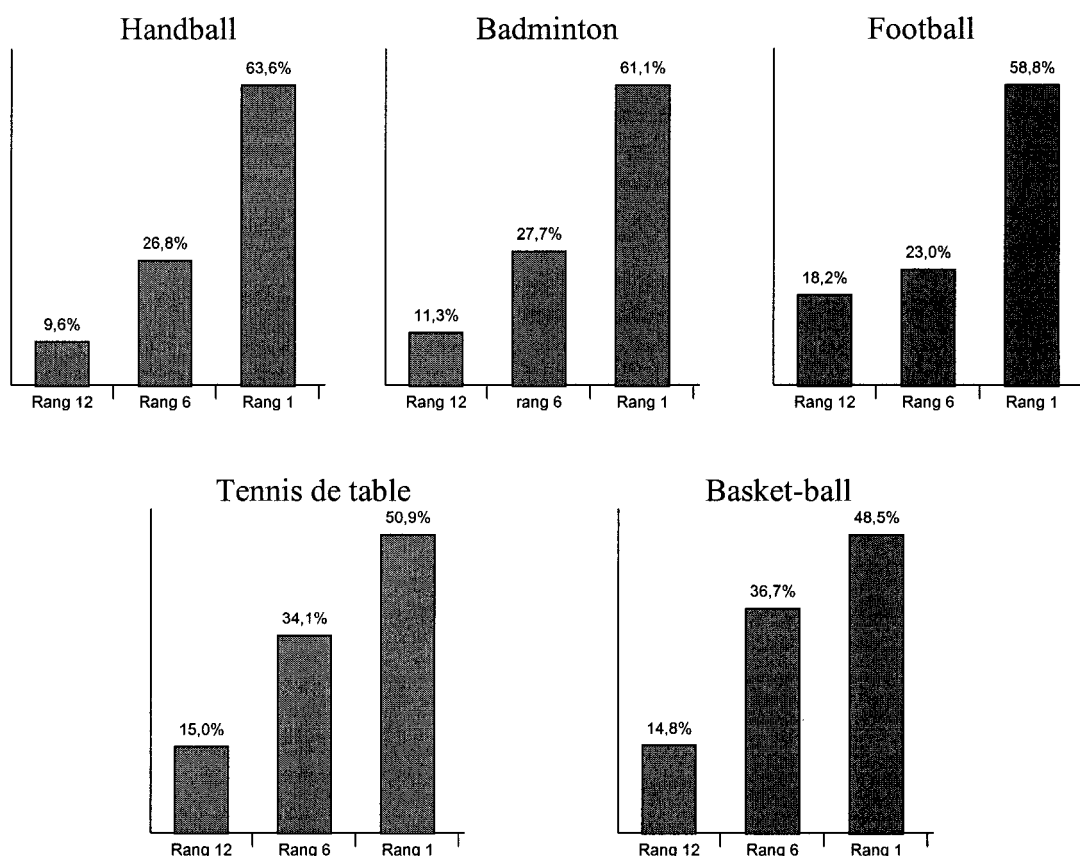 Handball
63,6%
26,8%
9,6%
Rang 12 Rang 6 Rang 1
Badminton
61,1%
27,7%
11,3%
Rang 12 rang 6 Rang 1
Football
58,8%
23,0%
18,2%
Rang 12 Rang 6 Rang 1
Tennis de table
50,9%
34,1%
15,0%
Rang 12 Rang 6 Rang 1
Basket-ball
48,5%
36,7%
14,8%
Rang 12 Rang 6 Rang 1